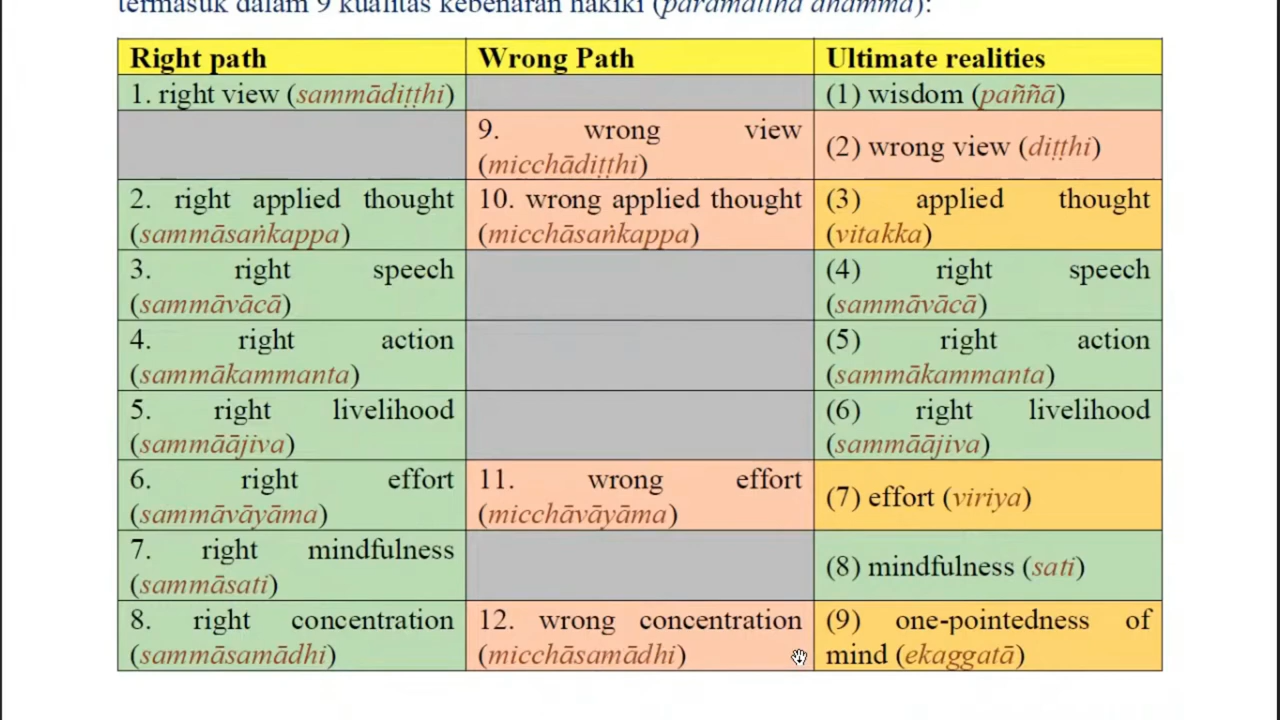 termasuk dalam 9 kualitas kebenaran hakiki (paramattha dhamma):
Right path Wrong Path Ultimate realities
1. right view (sammādiṭṭhi) (1) wisdom (paññā)
9. wrong view
(micchādiṭṭhi)
(2) wrong view (diṭṭhi)
2. right applied thought
(sammāsaṅkappa)
10. wrong applied thought
(micchāsaṅkappa)
(3) applied thought
(vitakka)
3. right speech
(sammāvācā)
(4) right speech
(sammāvācā)
4. right action
(sammākammanta)
(5) right action
(sammākammanta)
5. right livelihood
(sammāājiva)
(6) right livelihood
(sammāājiva)
6. right effort
(sammāvāyāma)
11. wrong effort
(micchāvāyāma)
(7) effort (viriya)
7. right mindfulness
(sammāsati)
(8) mindfulness (sati)
8. right concentration
(sammāsamādhi)
12. wrong concentration
(micchāsamādhi)
(9) one-pointedness of
mind (ekaggatā)